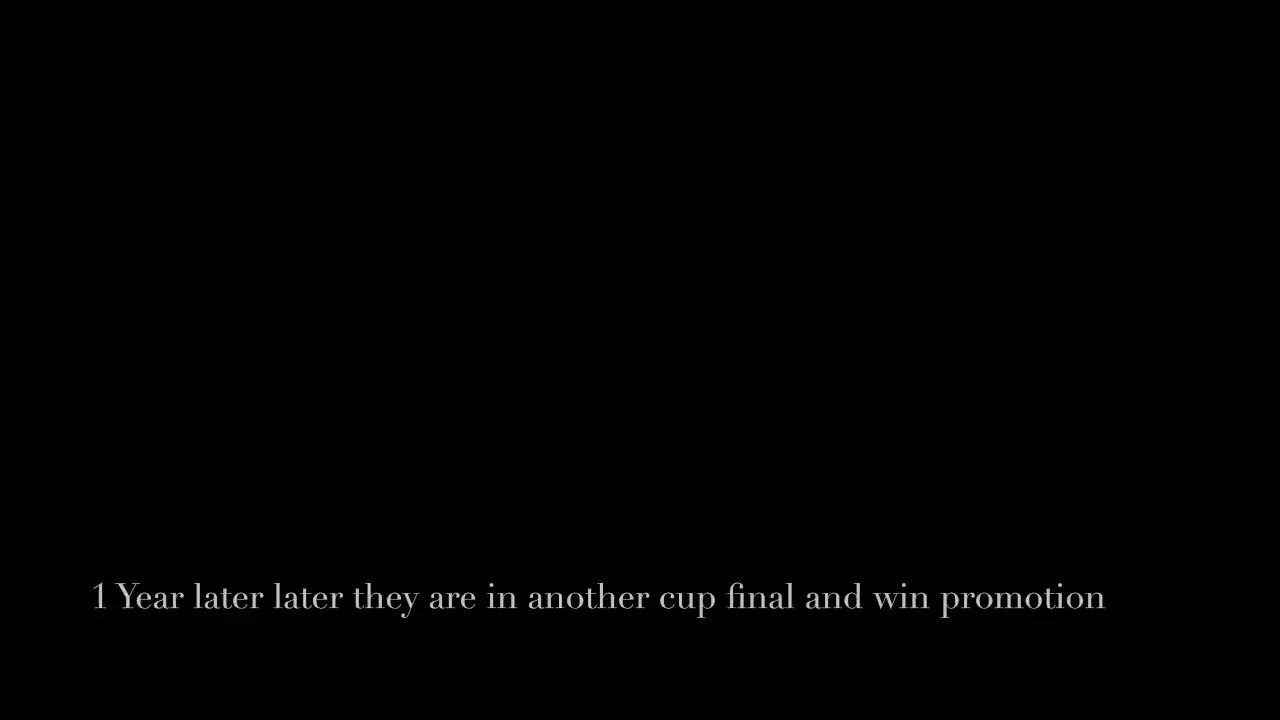 1 Year later later they are in another cup final and win promotion